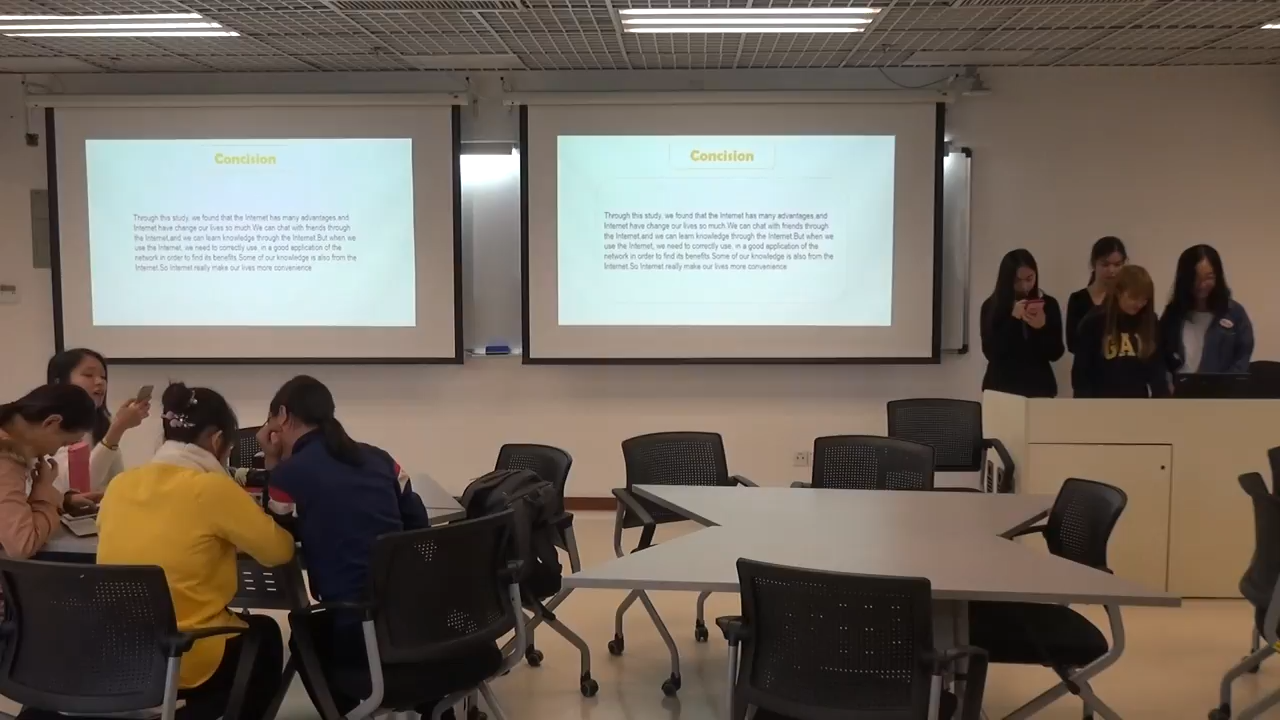 Concision
Through this study, we found that the Internet has many advantages,and
Internet have change our lives so much.We can chat with friends through
the Internet,and we can learn knowledge through the Internet.But when we
use the Internet, we need to correctly use, in a good application of the
network in order to find its benefits.Some of our knowledge is also from the
Internet.So Internet really make our lives more convenience
Concision
Through this study, we found that the Internet has many advantages,and
Internet have change our lives so much.We can chat with friends through
the Internet,and we can learn knowledge through the Internet.But when we
use the Internet, we need to correctly use, in a good application of the
network in order to find its benefits.Some of our knowledge is also from the
Internet.So Internet really make our lives more convenience
GAP